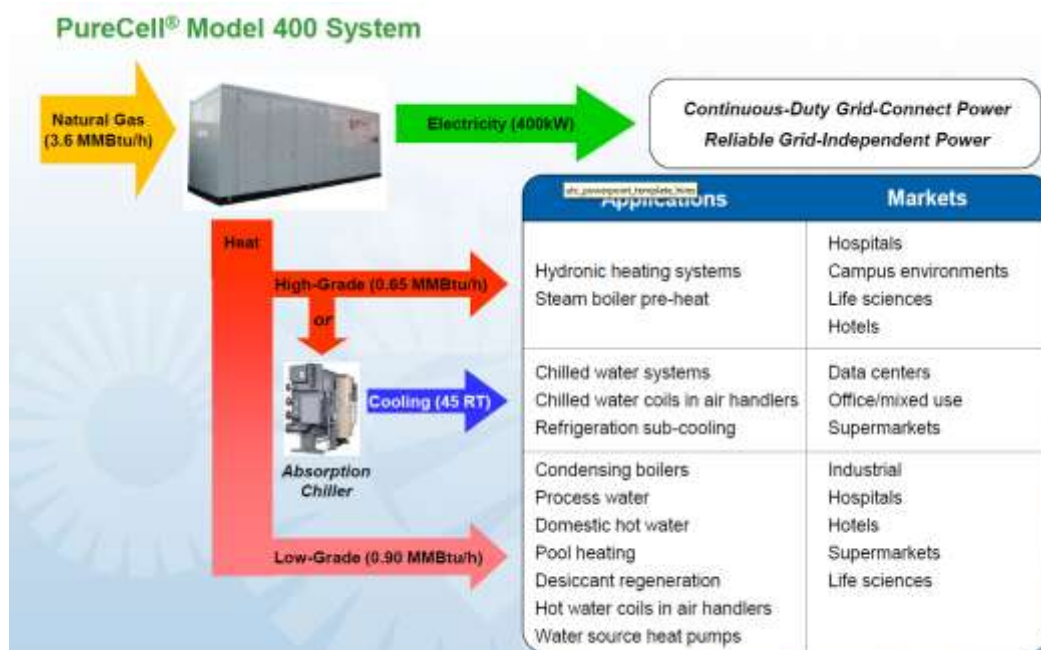 PureCell® Model 400 System
Natural Gas
(3.6 MMBtu/h)
Electricity (400kW)
Continuous-Duty Grid-Connect Power
Reliable Grid-Independent Power
utc_powerpoint_template_hires
Applications
Markets
Heat
High-Grade (0.65 MMBtu/h)
or
Hydronic heating systems
Steam boiler pre-heat
Hospitals
Campus environments
Life sciences
Hotels
Cooling (45 RT)
Absorption
Chiller
Chilled water systems
Chilled water coils in air handlers
Refrigeration sub-cooling
Data centers
Office/mixed use
Supermarkets
Low-Grade (0.90 MMBtu/h)
Condensing boilers
Process water
Domestic hot water
Pool heating
Desiccant regeneration
Hot water coils in air handlers
Water source heat pumps
Industrial
Hospitals
Hotels
Supermarkets
Life sciences